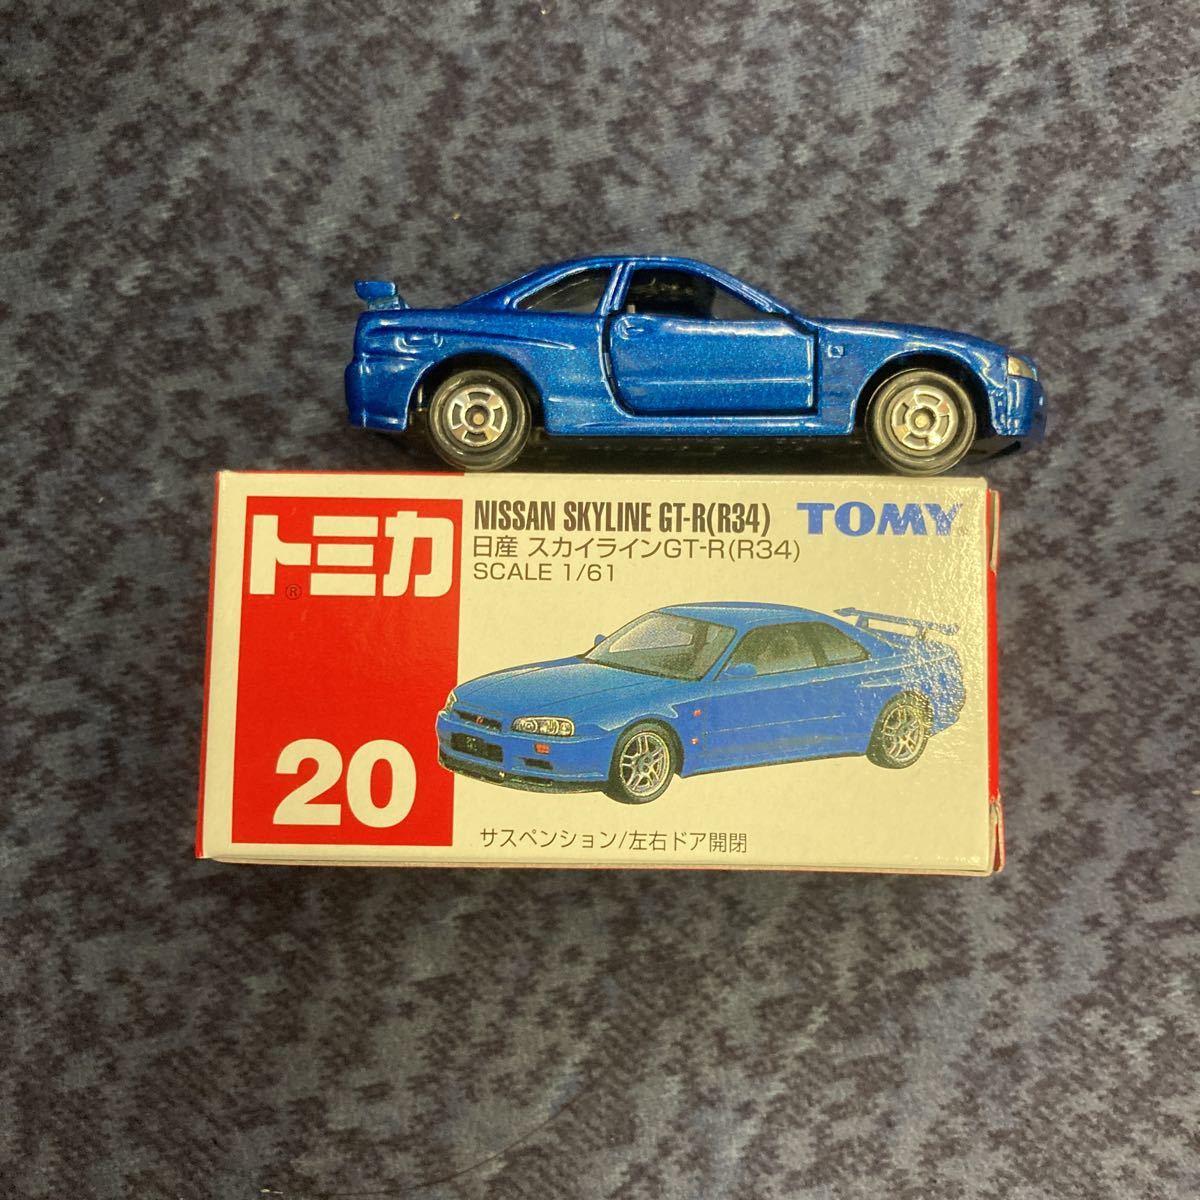 トミカ
®
20
NISSAN SKYLINE GT-R(R34)
日産 スカイラインGT-R(R34)
SCALE 1/61
TOMY
サスペンション/左右ドア開閉